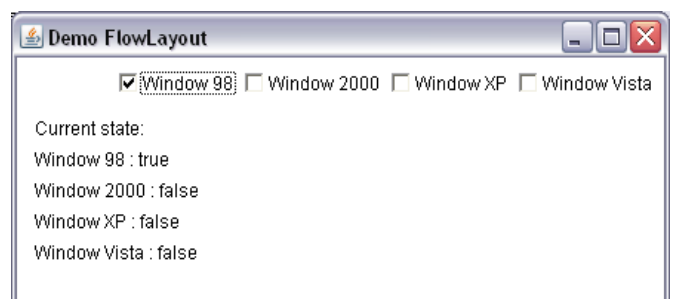 Demo FlowLayout
Window 98 Window 2000 Window XP Window Vista
Current state:
Window 98 : true
Window 2000 : false
Window XP : false
Window Vista : false